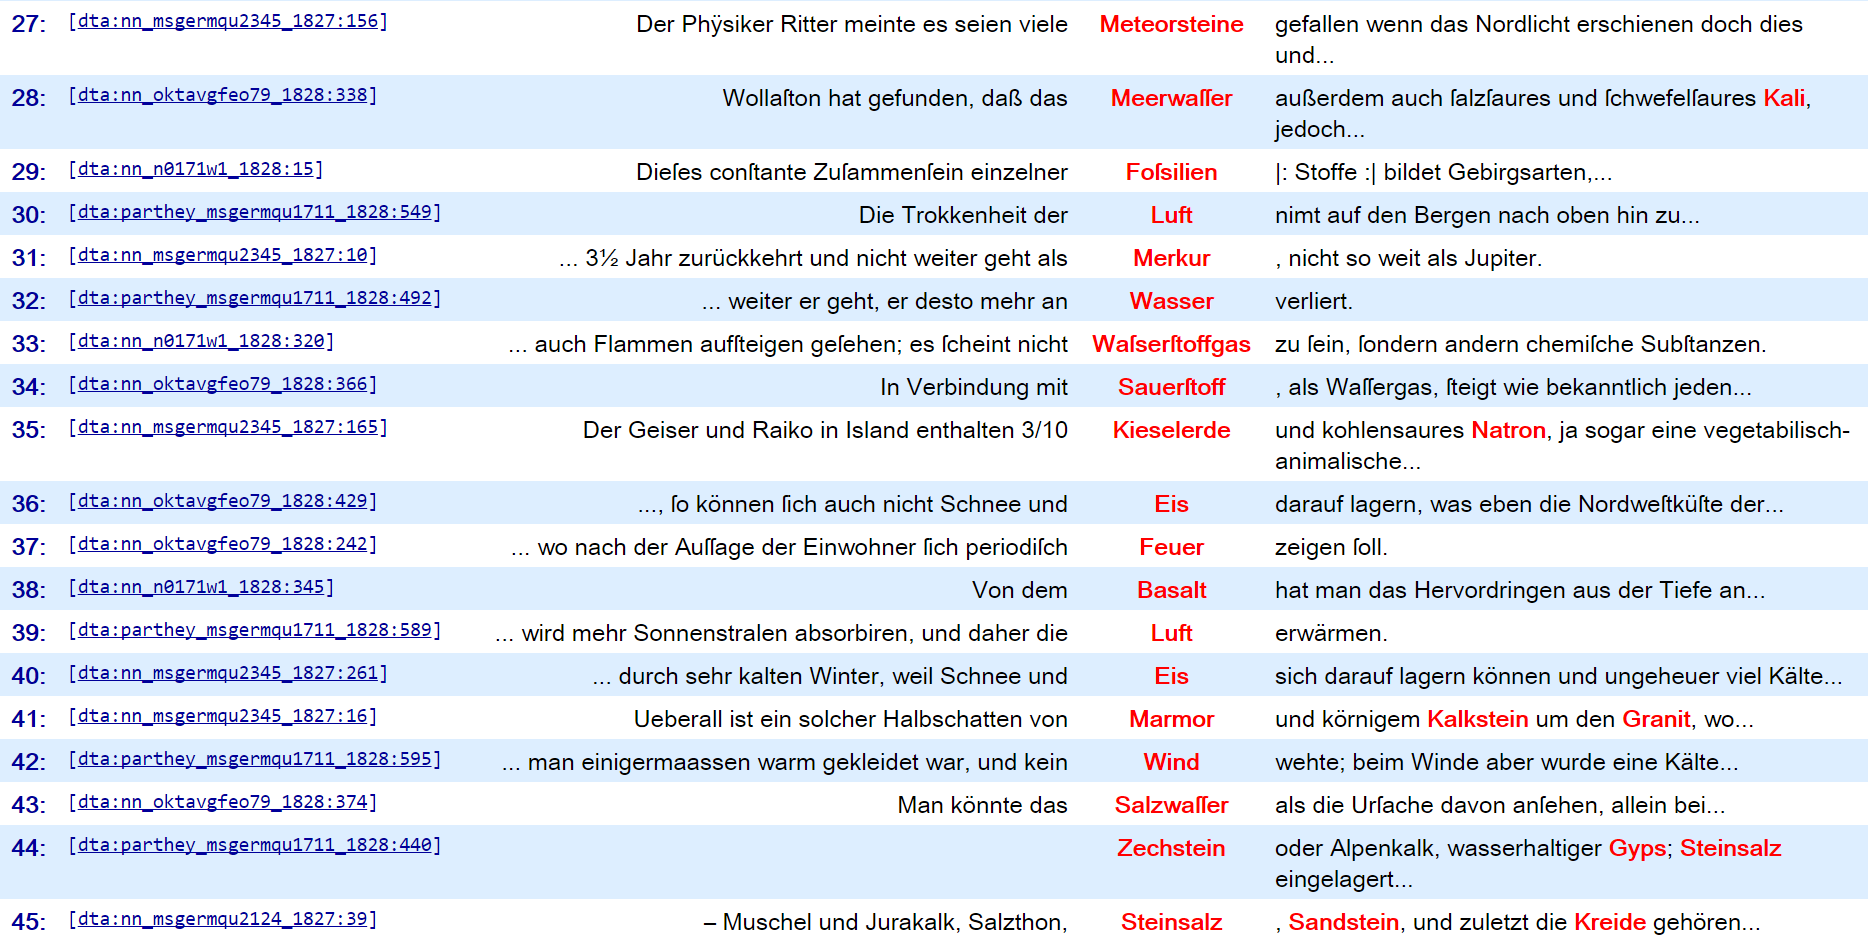 27: [dta:nn_msgermqu2345_1827:156] Der Phÿsiker Ritter meinte es seien viele Meteorsteine gefallen wenn das Nordlicht erschienen doch dies
und...
28: [dta:nn_oktavgfeo79_1828:338] Wollaſton hat gefunden, daß das Meerwaſſer außerdem auch ſalzſaures und ſchwefelſaures Kali,
jedoch...
29: [dta:nn_n0171w1_1828:15] Dieſes conſtante Zuſammenſein einzelner Foſsilien |: Stoffe :| bildet Gebirgsarten,...
30: [dta:parthey_msgermqu1711_1828:549] Die Trokkenheit der Luft nimt auf den Bergen nach oben hin zu...
31: [dta:nn_msgermqu2345_1827:10] ... 3½ Jahr zurückkehrt und nicht weiter geht als Merkur , nicht so weit als Jupiter.
32: [dta:parthey_msgermqu1711_1828:492] ... weiter er geht, er desto mehr an Wasser verliert.
33: [dta:nn_n0171w1_1828:320] ... auch Flammen aufſteigen geſehen; es ſcheint nicht Waſserſtoffgas zu ſein, ſondern andern chemiſche Subſtanzen.
34: [dta:nn_oktavgfeo79_1828:366] In Verbindung mit Sauerſtoff , als Waſſergas, ſteigt wie bekanntlich jeden...
35: [dta:nn_msgermqu2345_1827:165] Der Geiser und Raiko in Island enthalten 3/10 Kieselerde und kohlensaures Natron, ja sogar eine vegetabilisch-
animalische...
36: [dta:nn_oktavgfeo79_1828:429] ..., ſo können ſich auch nicht Schnee und Eis darauf lagern, was eben die Nordweſtküſte der...
37: [dta:nn_oktavgfeo79_1828:242] ... wo nach der Auſſage der Einwohner ſich periodiſch Feuer zeigen ſoll.
38: [dta:nn_n0171w1_1828:345] Von dem Basalt hat man das Hervordringen aus der Tiefe an...
39: [dta:parthey_msgermqu1711_1828:589] ... wird mehr Sonnenstralen absorbiren, und daher die Luft erwärmen.
40: [dta:nn_msgermqu2345_1827:261] ... durch sehr kalten Winter, weil Schnee und Eis sich darauf lagern können und ungeheuer viel Kälte...
41: [dta:nn_msgermqu2345_1827:16] Ueberall ist ein solcher Halbschatten von Marmor und körnigem Kalkstein um den Granit, wo...
42: [dta:parthey_msgermqu1711_1828:595] ... man einigermaassen warm gekleidet war, und kein Wind wehte; beim Winde aber wurde eine Kälte...
43: [dta:nn_oktavgfeo79_1828:374] Man könnte das Salzwaſſer als die Urſache davon anſehen, allein bei...
44: [dta:parthey_msgermqu1711_1828:440] Zechstein oder Alpenkalk, wasserhaltiger Gyps; Steinsalz
eingelagert...
45: [dta:nn_msgermqu2124_1827:39] – Muschel und Jurakalk, Salzthon, Steinsalz , Sandstein, und zuletzt die Kreide gehören...